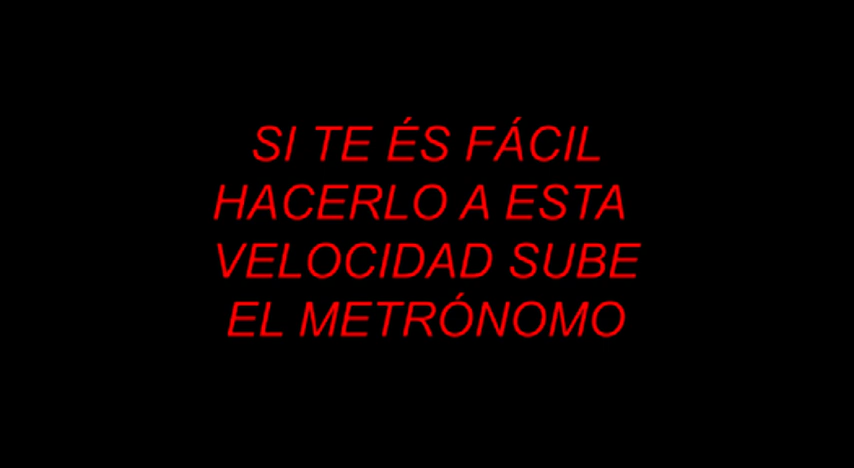 SI TE ÉS FÁCIL
HACERLO A ESTA
VELOCIDAD SUBE
EL METRÓNOMO